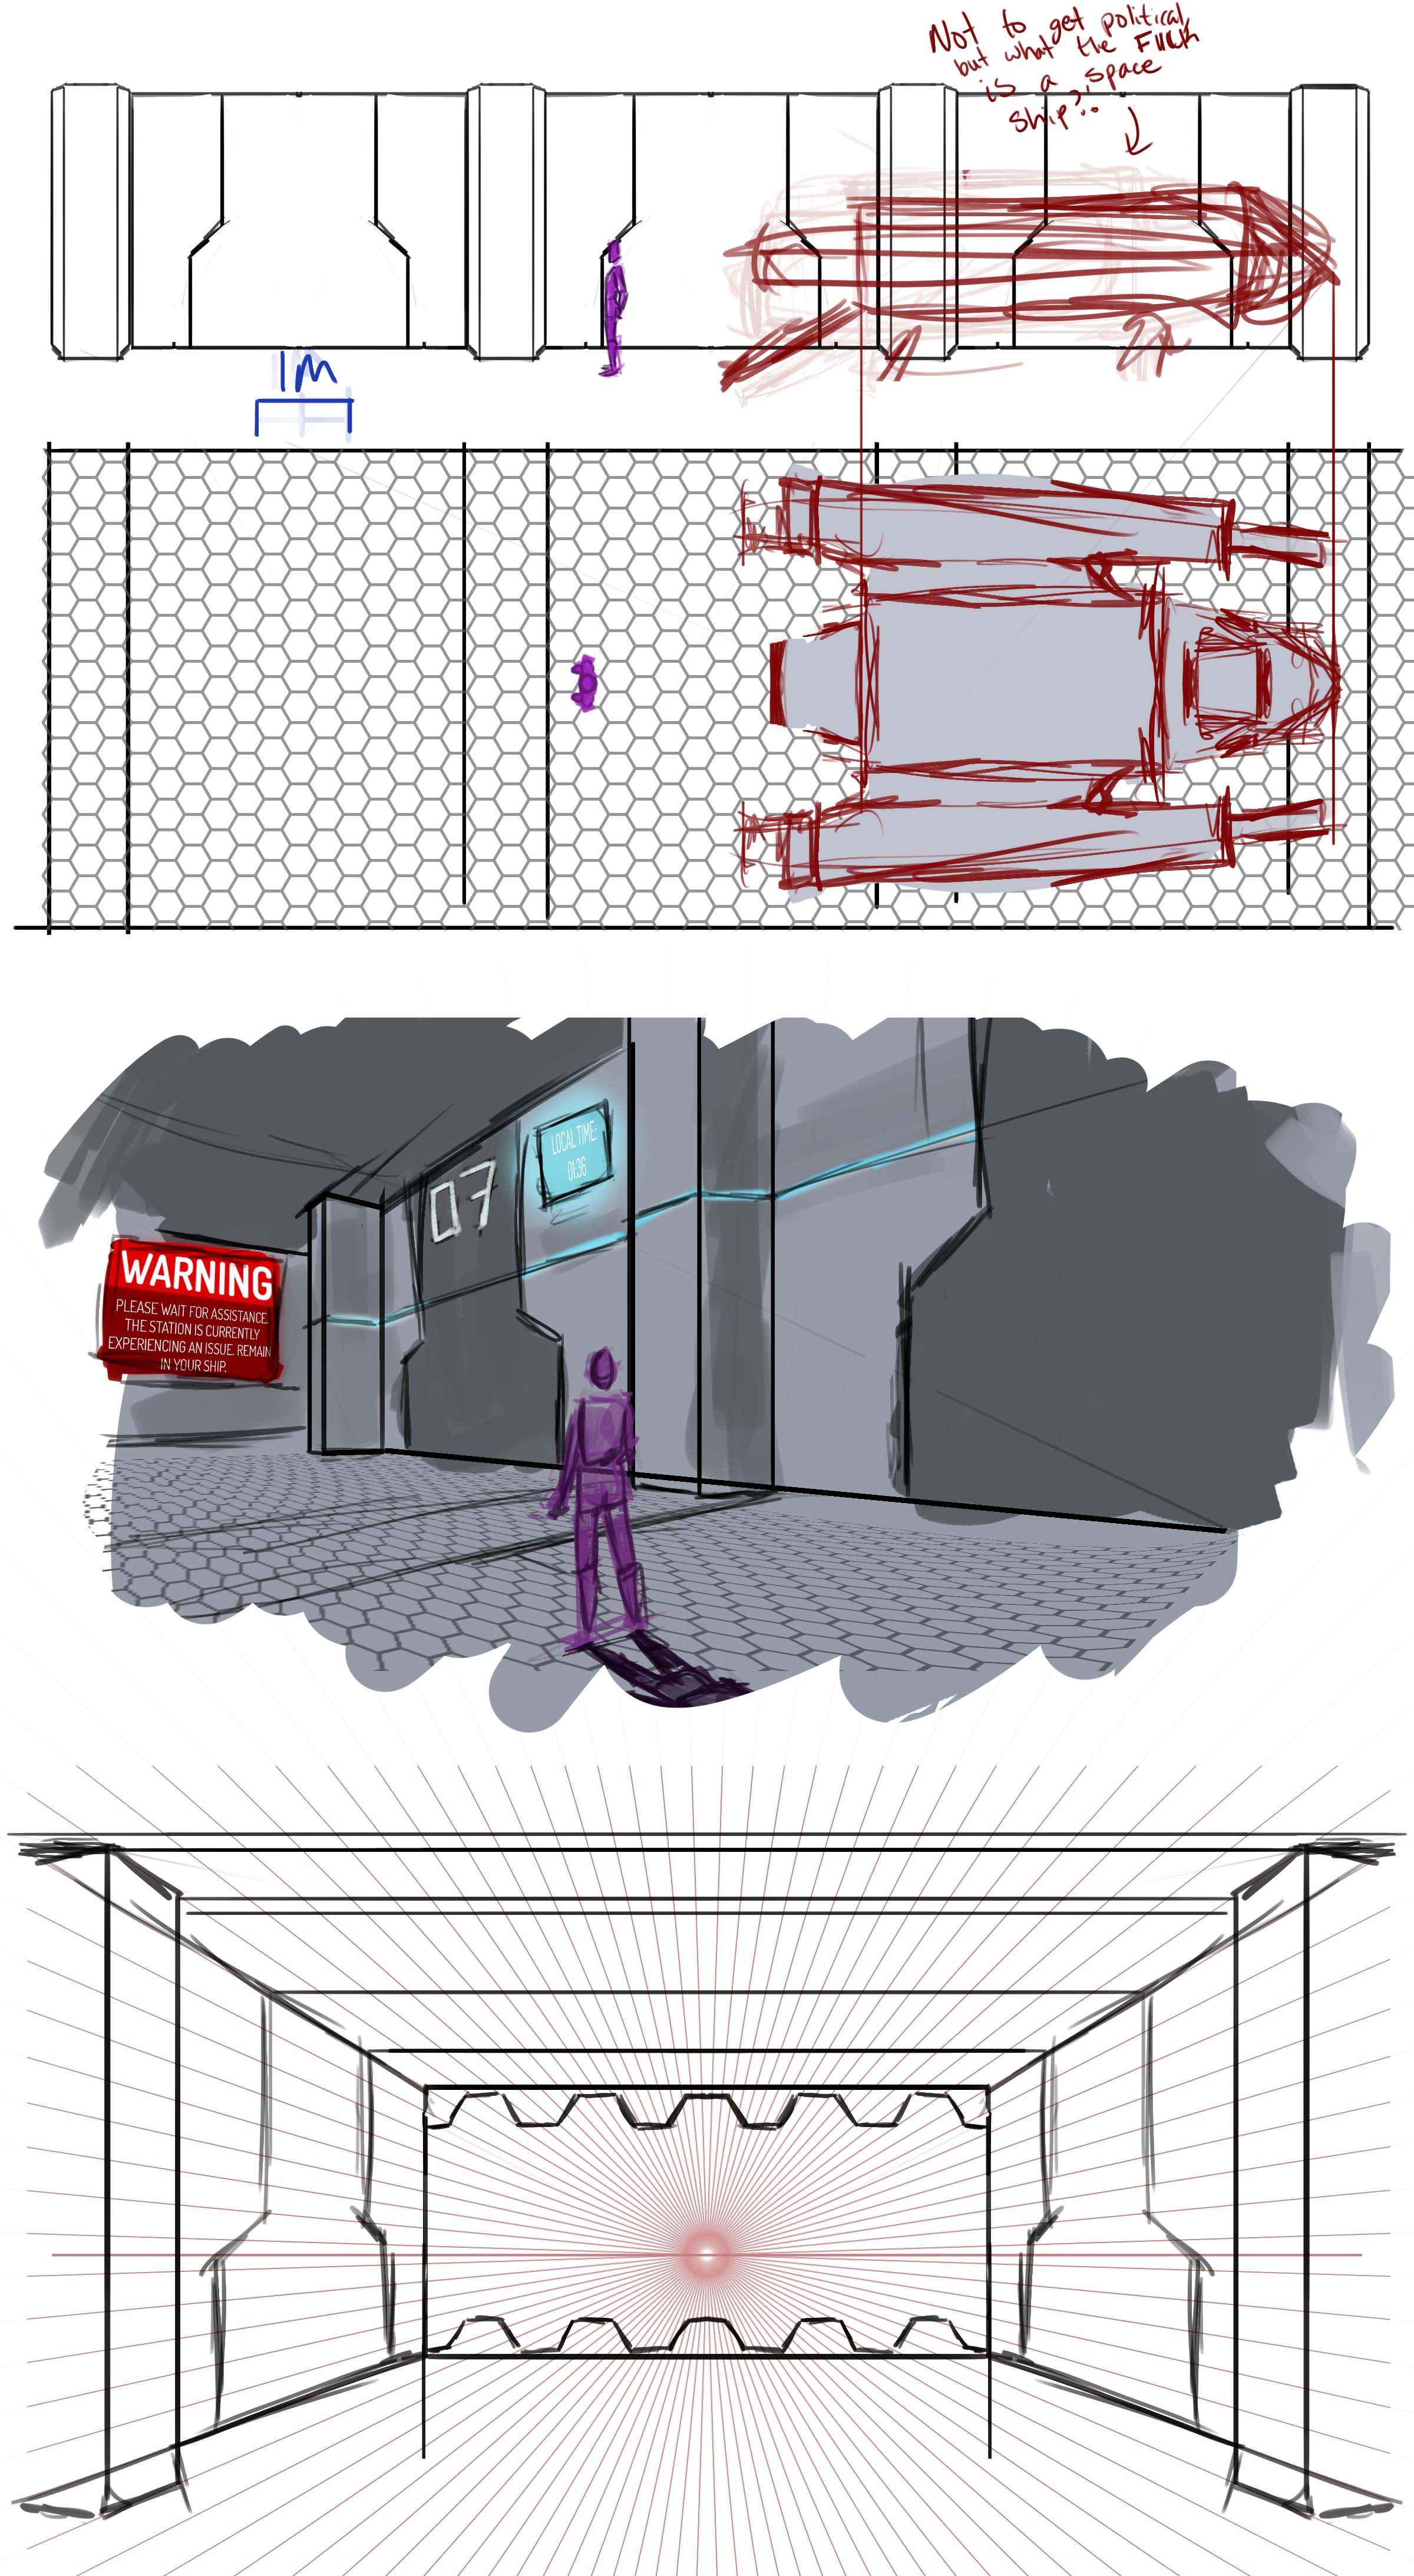 Not to get political,
but what the FUCK
is a space
ship?..
1M
07
LOCAL TIME:
01:36
WARNING
PLEASE WAIT FOR ASSISTANCE.
THE STATION IS CURRENTLY
EXPERIENCING AN ISSUE. REMAIN
IN YOUR SHIP.